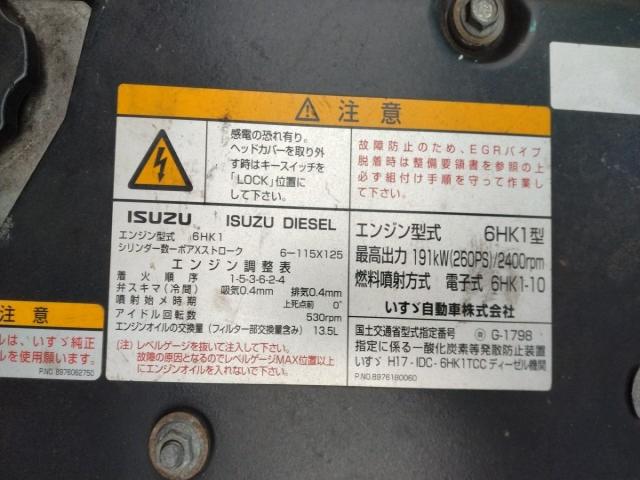 注意
感電の恐れ有り。
ヘッドカバーを取り外
す時はキースイッチを
「LOCK」位置に
して下さい。
故障防止のため、EGRパイプ
脱着時は整備要領書を参照の上
必ず組付け手順を守って作業し
て下さい。
ISUZU ISUZU DIESEL
エンジン型式 6HK1
シリンダ数ーボアXストローク 6-115X125
エンジン調整表
着火順序 1-5-3-6-2-4
弁スキマ(冷間) 吸気0.4mm 排気0.4mm
噴射始メ時期 上死点前 0°
アイドル回転数 530rpm
エンジンオイルの交換量(フィルター部交換量含み) 13.5L
(注)レベルゲージを抜いて注入して下さい。
故障の原因となるのでレベルゲージMAX位置以上
にエンジンオイルを入れないで下さい。
エンジン型式 6HK1型
最高出力 191kW(260PS)/2400rpm
燃料噴射方式 電子式 6HK1-10
いすゞ自動車株式会社
国土交通省型式指定番号 Ⓡ G-1798
指定に係る一酸化炭素等発散防止装置
いすゞ H17-IDC-6HK1TCC ディーゼル機関
P.NO.8976180060
注意
ルは、いすゞ純正
を使用願います。
P.NO. 8976062750